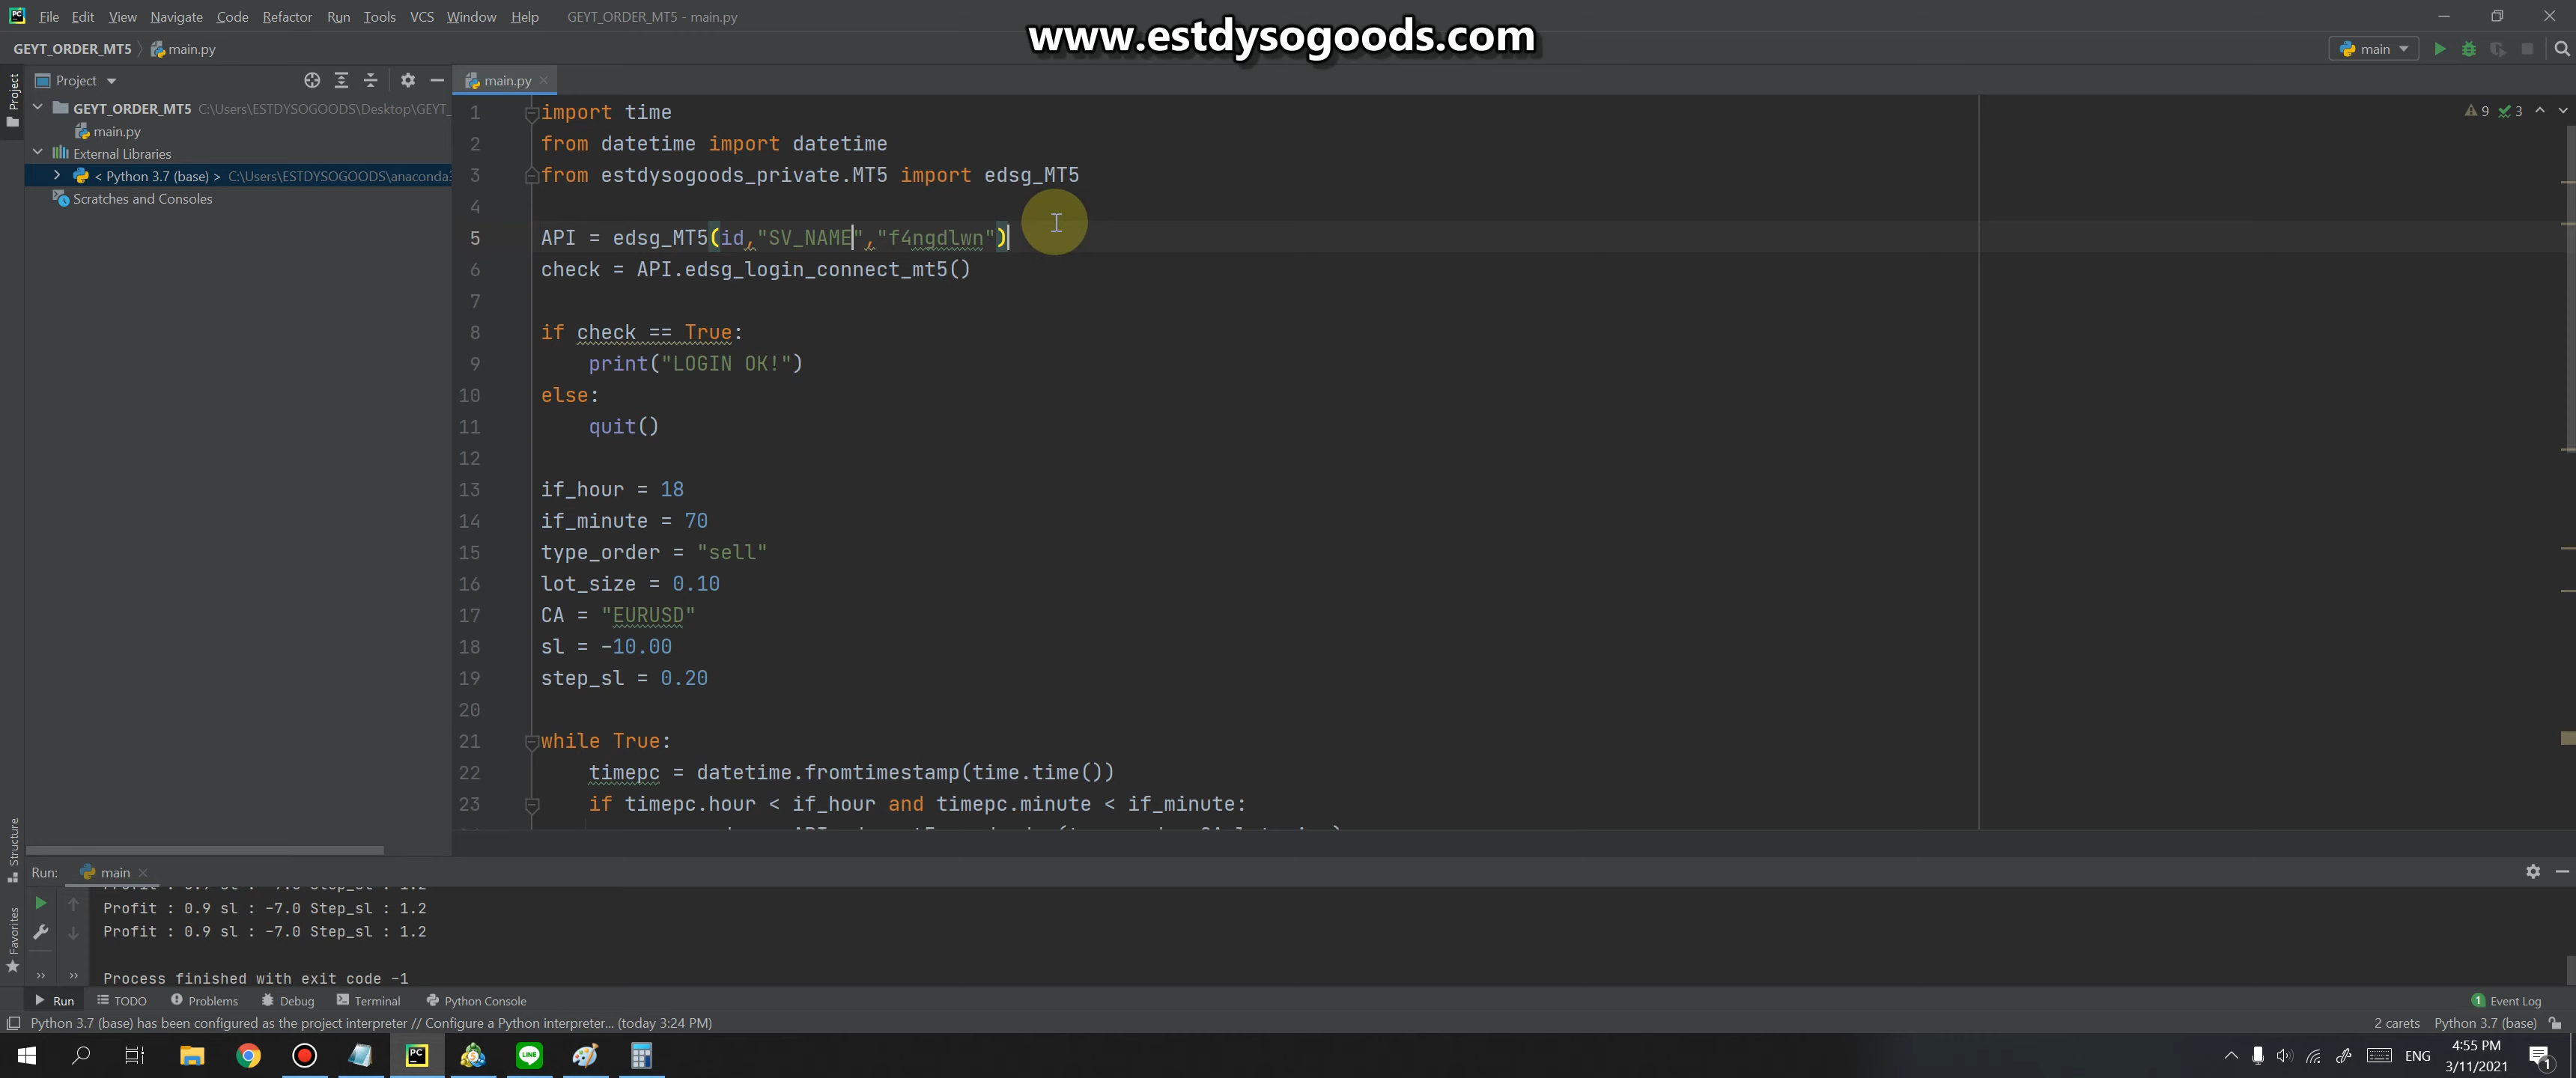 File Edit View Navigate Code Refactor Run Tools VCS Window Help GEYT_ORDER_MT5 - main.py
www.estdysogoods.com
GEYT_ORDER_MT5 main.py
main
Project
Project
main.py
GEYT_ORDER_MT5 C:\Users\ESTDYSOGOODS\Desktop\GEYT_
main.py
External Libraries
< Python 3.7 (base) > C:\Users\ESTDYSOGOODS\anaconda3
Scratches and Consoles
9 3
1 import time
2 from datetime import datetime
3 from estdysogoods_private.MT5 import edsg_MT5
4
5 API = edsg_MT5(id,"SV_NAME","f4ngdlwn")
6 check = API.edsg_login_connect_mt5()
7
8 if check == True:
9 print("LOGIN OK!")
10 else:
11 quit()
12
13 if_hour = 18
14 if_minute = 70
15 type_order = "sell"
16 lot_size = 0.10
17 CA = "EURUSD"
18 sl = -10.00
19 step_sl = 0.20
20
21 while True:
22 timepc = datetime.fromtimestamp(time.time())
23 if timepc.hour < if_hour and timepc.minute < if_minute:
Structure
Favorites
Run: main
Profit : 0.9 sl : -7.0 Step_sl : 1.2
Profit : 0.9 sl : -7.0 Step_sl : 1.2
Process finished with exit code -1
Run TODO Problems Debug Terminal Python Console
1 Event Log
Python 3.7 (base) has been configured as the project interpreter // Configure a Python interpreter... (today 3:24 PM)
2 carets Python 3.7 (base)
PC
LINE
ENG
4:55 PM
3/11/2021
1